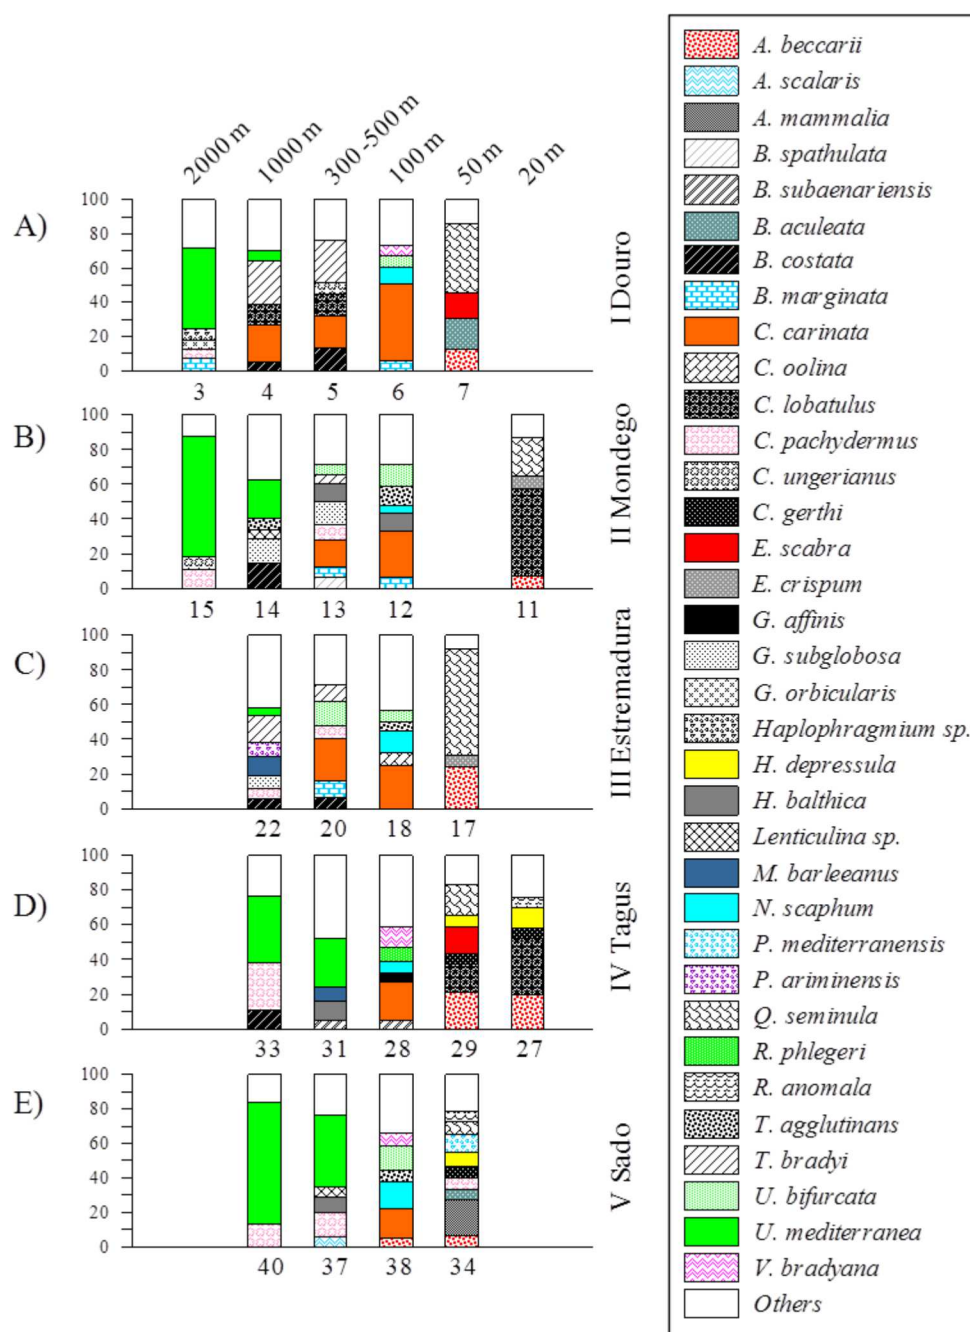 2000 m
1000 m
300 -500 m
100 m
50 m
20 m
A)
100
80
60
40
20
0
3 4 5 6 7
I Douro
B)
100
80
60
40
20
0
15 14 13 12 11
II Mondego
C)
100
80
60
40
20
0
22 20 18 17
III Estremadura
D)
100
80
60
40
20
0
33 31 28 29 27
IV Tagus
E)
100
80
60
40
20
0
40 37 38 34
V Sado
A. beccarii
A. scalaris
A. mammalia
B. spathulata
B. subaenariensis
B. aculeata
B. costata
B. marginata
C. carinata
C. oolina
C. lobatulus
C. pachydermus
C. ungerianus
C. gerthi
E. scabra
E. crispum
G. affinis
G. subglobosa
G. orbicularis
Haplophragmium sp.
H. depressula
H. balthica
Lenticulina sp.
M. barleeanus
N. scaphum
P. mediterranensis
P. ariminensis
Q. seminula
R. phlegeri
R. anomala
T. agglutinans
T. bradyi
U. bifurcata
U. mediterranea
V. bradyana
Others